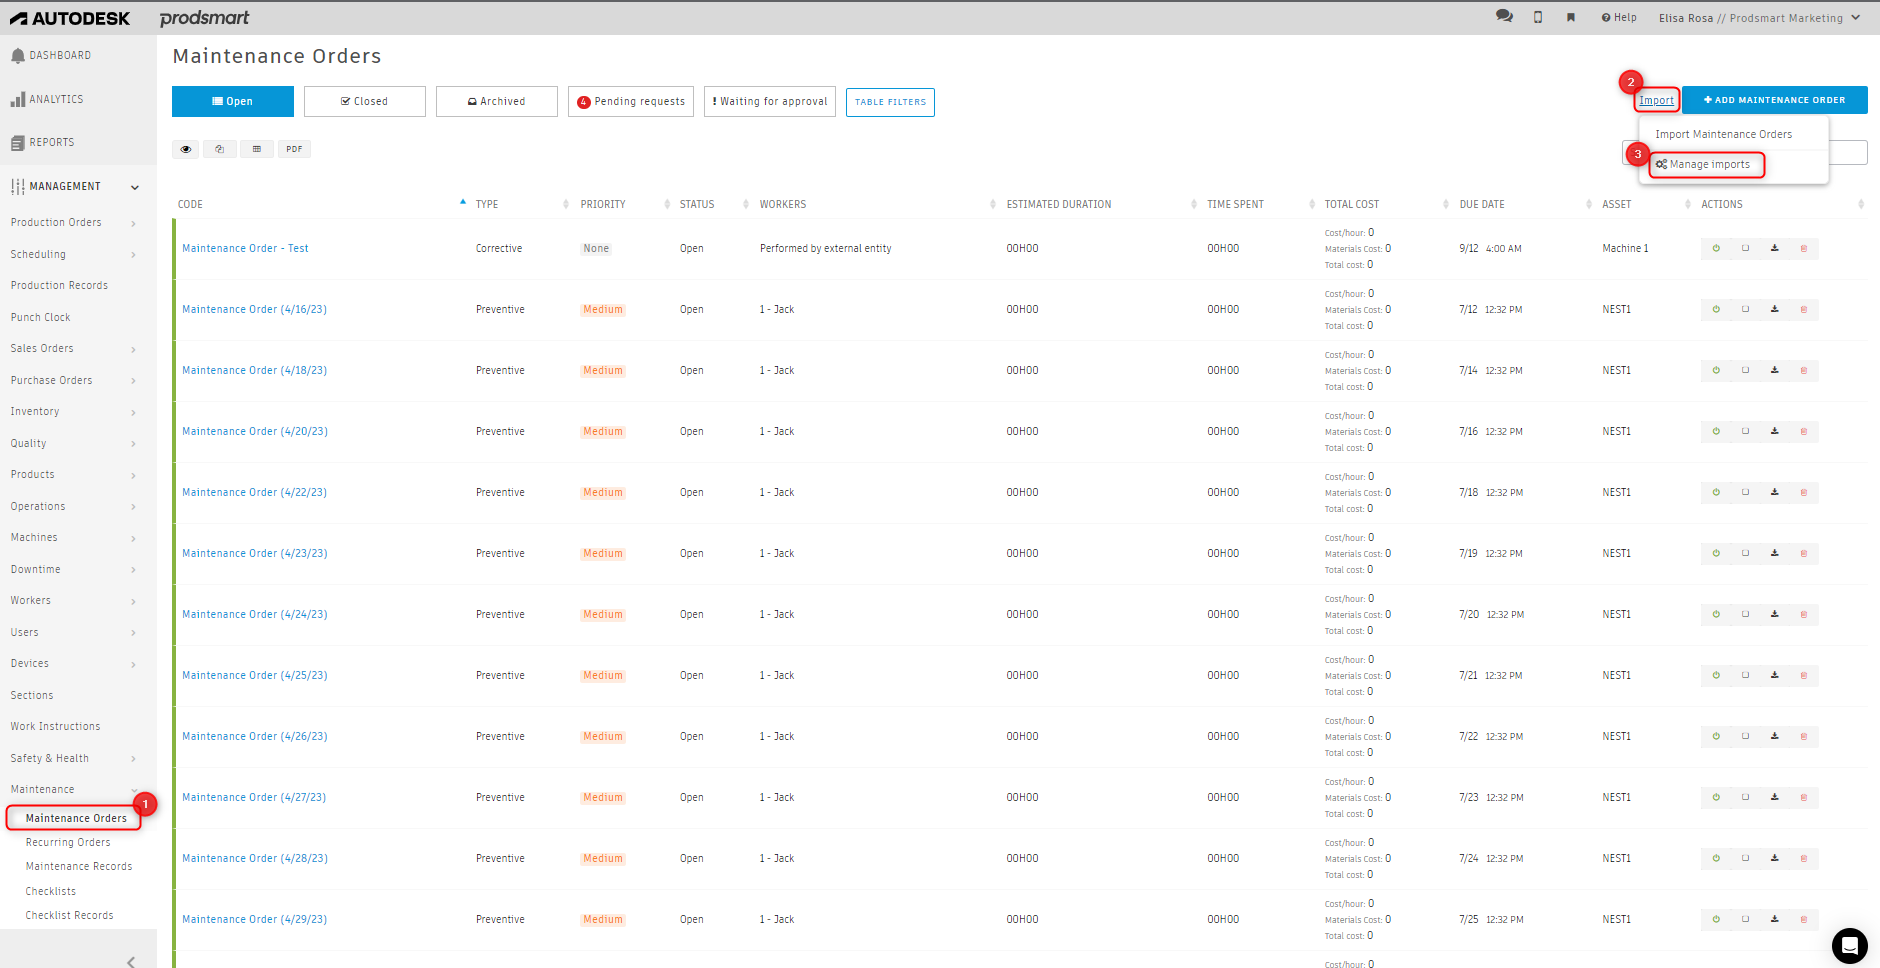 AUTODESK prodsmart Help Elisa Rosa // Prodsmart Marketing
DASHBOARD
ANALYTICS
REPORTS
MANAGEMENT
Production Orders
Scheduling
Production Records
Punch Clock
Sales Orders
Purchase Orders
Inventory
Quality
Products
Operations
Machines
Downtime
Workers
Users
Devices
Sections
Work Instructions
Safety & Health
Maintenance
1
Maintenance Orders
Recurring Orders
Maintenance Records
Checklists
Checklist Records
Maintenance Orders
Open Closed Archived 4 Pending requests ! Waiting for approval TABLE FILTERS
2
Import + ADD MAINTENANCE ORDER
Import Maintenance Orders
3
Manage imports
PDF
CODE TYPE PRIORITY STATUS WORKERS ESTIMATED DURATION TIME SPENT TOTAL COST DUE DATE ASSET ACTIONS
Maintenance Order - Test Corrective None Open Performed by external entity 00H00 00H00 Cost/hour: 0 Materials Cost: 0 Total cost: 0 9/12 4:00 AM Machine 1
Maintenance Order (4/16/23) Preventive Medium Open 1 - Jack 00H00 00H00 Cost/hour: 0 Materials Cost: 0 Total cost: 0 7/12 12:32 PM NEST1
Maintenance Order (4/18/23) Preventive Medium Open 1 - Jack 00H00 00H00 Cost/hour: 0 Materials Cost: 0 Total cost: 0 7/14 12:32 PM NEST1
Maintenance Order (4/20/23) Preventive Medium Open 1 - Jack 00H00 00H00 Cost/hour: 0 Materials Cost: 0 Total cost: 0 7/16 12:32 PM NEST1
Maintenance Order (4/22/23) Preventive Medium Open 1 - Jack 00H00 00H00 Cost/hour: 0 Materials Cost: 0 Total cost: 0 7/18 12:32 PM NEST1
Maintenance Order (4/23/23) Preventive Medium Open 1 - Jack 00H00 00H00 Cost/hour: 0 Materials Cost: 0 Total cost: 0 7/19 12:32 PM NEST1
Maintenance Order (4/24/23) Preventive Medium Open 1 - Jack 00H00 00H00 Cost/hour: 0 Materials Cost: 0 Total cost: 0 7/20 12:32 PM NEST1
Maintenance Order (4/25/23) Preventive Medium Open 1 - Jack 00H00 00H00 Cost/hour: 0 Materials Cost: 0 Total cost: 0 7/21 12:32 PM NEST1
Maintenance Order (4/26/23) Preventive Medium Open 1 - Jack 00H00 00H00 Cost/hour: 0 Materials Cost: 0 Total cost: 0 7/22 12:32 PM NEST1
Maintenance Order (4/27/23) Preventive Medium Open 1 - Jack 00H00 00H00 Cost/hour: 0 Materials Cost: 0 Total cost: 0 7/23 12:32 PM NEST1
Maintenance Order (4/28/23) Preventive Medium Open 1 - Jack 00H00 00H00 Cost/hour: 0 Materials Cost: 0 Total cost: 0 7/24 12:32 PM NEST1
Maintenance Order (4/29/23) Preventive Medium Open 1 - Jack 00H00 00H00 Cost/hour: 0 Materials Cost: 0 Total cost: 0 7/25 12:32 PM NEST1
Cost/hour: 0